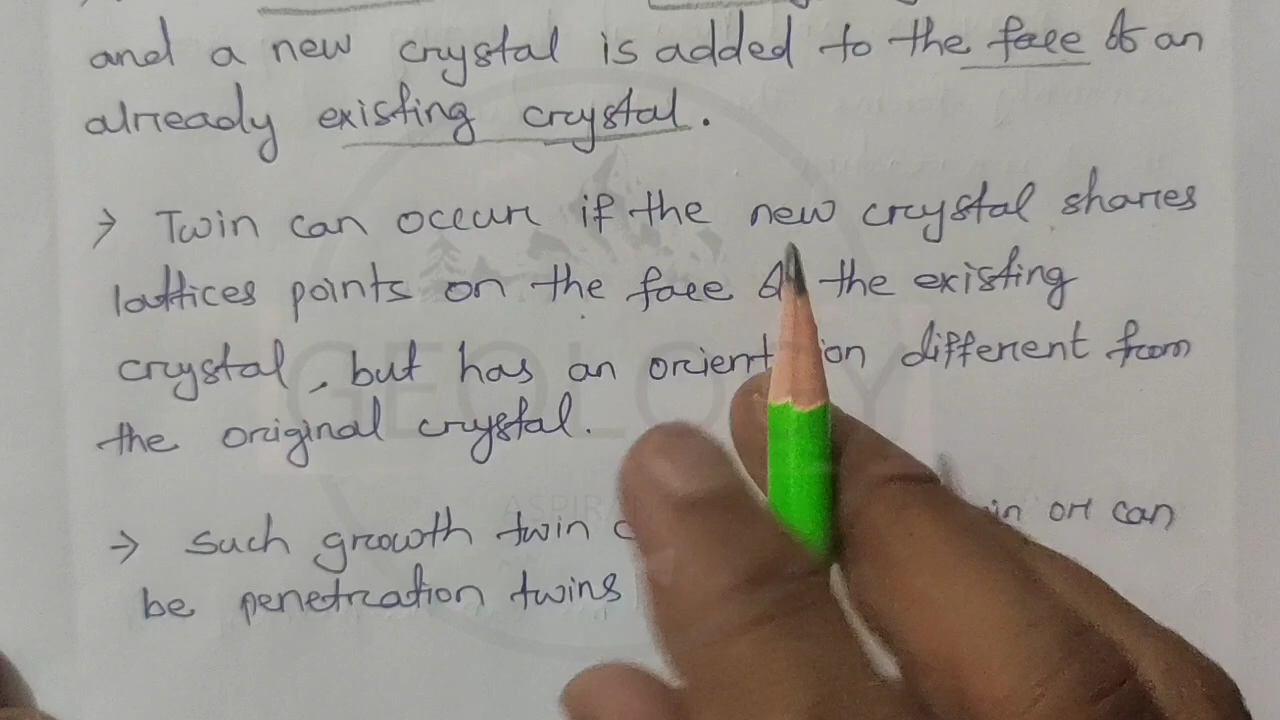 and a new crystal is added to the face of an
already existing crystal.
→ Twin can occur if the new crystal shares
lattices points on the face of the existing
crystal, but has an orient on different from
the original crystal.
→ Such growth twin in or can
be penetration twins
GEOLOGY